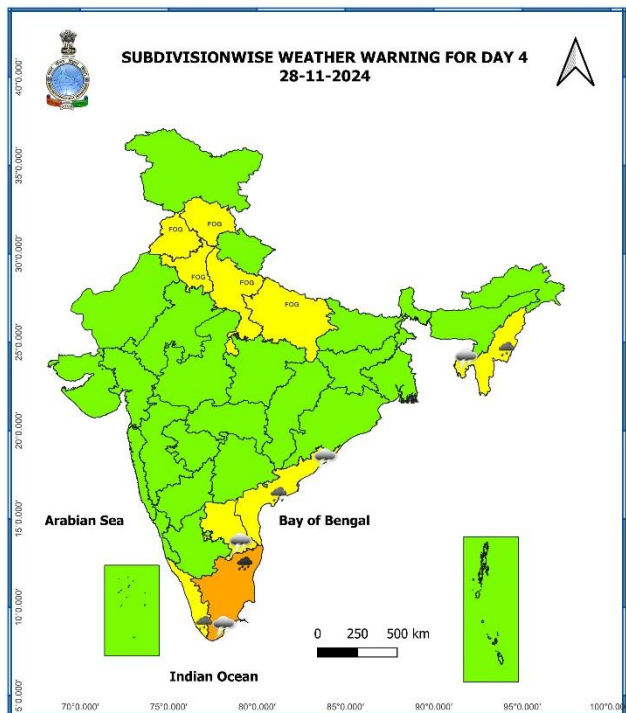 SUBDIVISIONWISE WEATHER WARNING FOR DAY 4
28-11-2024
40°0.000'
35°0.000'
30°0.000'
25°0.000'
20°0.000'
15°0.000'
10°0.000'
5°0.000'
FOG
FOG
FOG
FOG
FOG
Arabian Sea
Bay of Bengal
0 250 500 km
Indian Ocean
70°0.000' 75°0.000' 80°0.000' 85°0.000' 90°0.000' 95°0.000' 100°0.000'